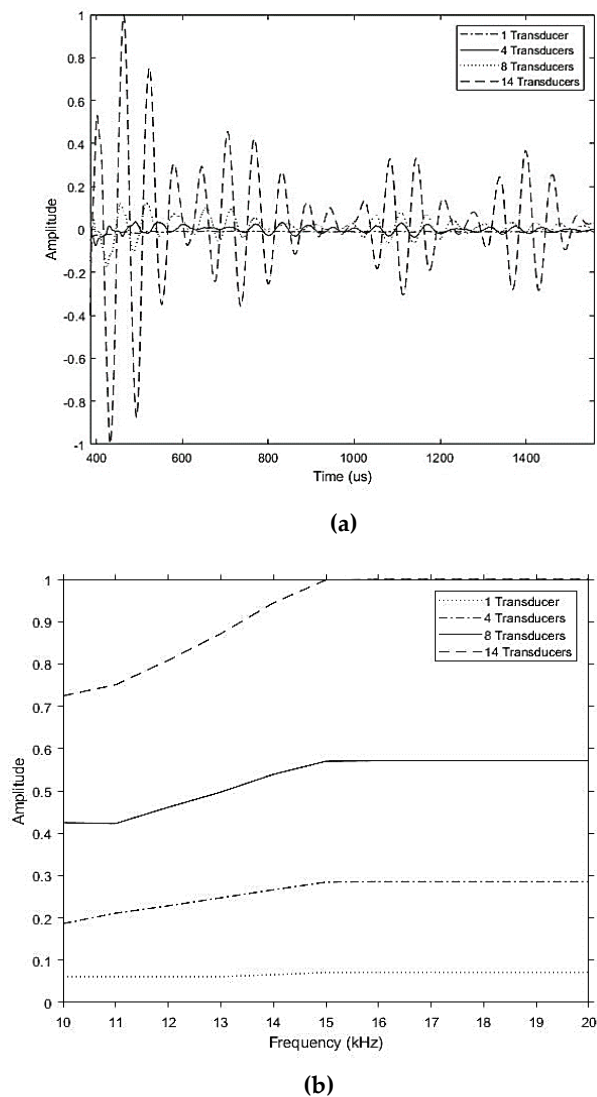 1 Transducer
4 Transducers
8 Transducers
14 Transducers
1
0.8
0.6
0.4
0.2
0
-0.2
-0.4
-0.6
-0.8
-1
Amplitude
400 600 800 1000 1200 1400
Time (us)
(a)
1 Transducer
4 Transducers
8 Transducers
14 Transducers
1
0.9
0.8
0.7
0.6
0.5
0.4
0.3
0.2
0.1
0
Amplitude
10 11 12 13 14 15 16 17 18 19 20
Frequency (kHz)
(b)